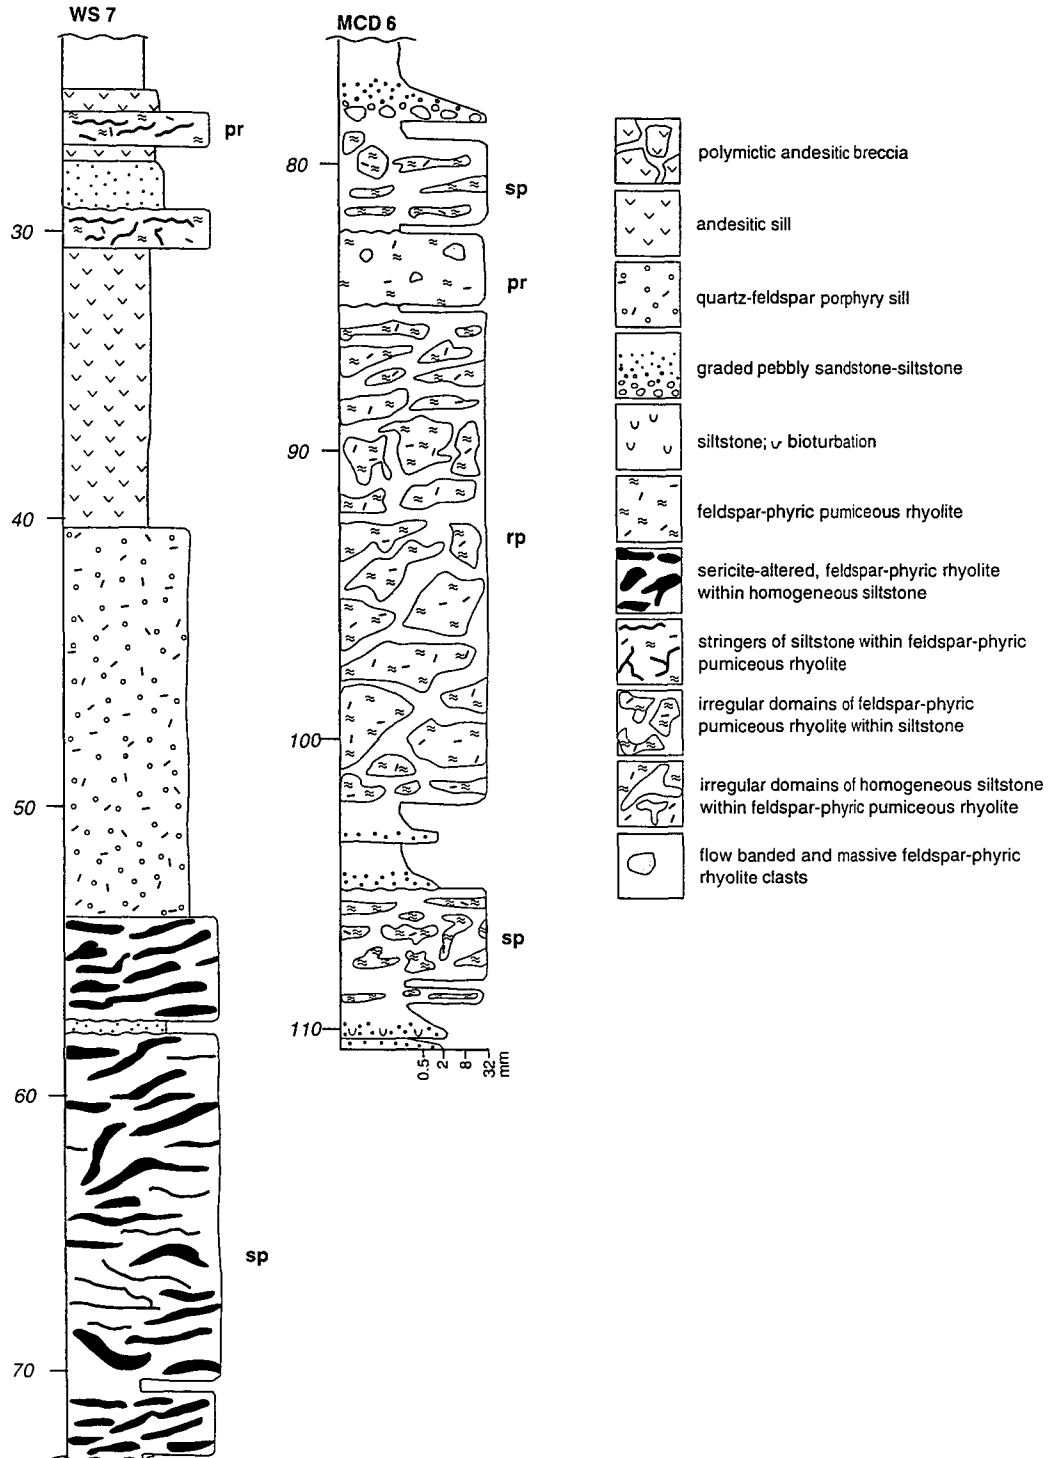 WS 7
pr
30
40
50
60
sp
70
MCD 6
80
sp
pr
90
rp
100
sp
110
0.5
2
8
32
mm
polymictic andesitic breccia
andesitic sill
quartz-feldspar porphyry sill
graded pebbly sandstone-siltstone
siltstone; ᴗ bioturbation
feldspar-phyric pumiceous rhyolite
sericite-altered, feldspar-phyric rhyolite
within homogeneous siltstone
stringers of siltstone within feldspar-phyric
pumiceous rhyolite
irregular domains of feldspar-phyric
pumiceous rhyolite within siltstone
irregular domains of homogeneous siltstone
within feldspar-phyric pumiceous rhyolite
flow banded and massive feldspar-phyric
rhyolite clasts